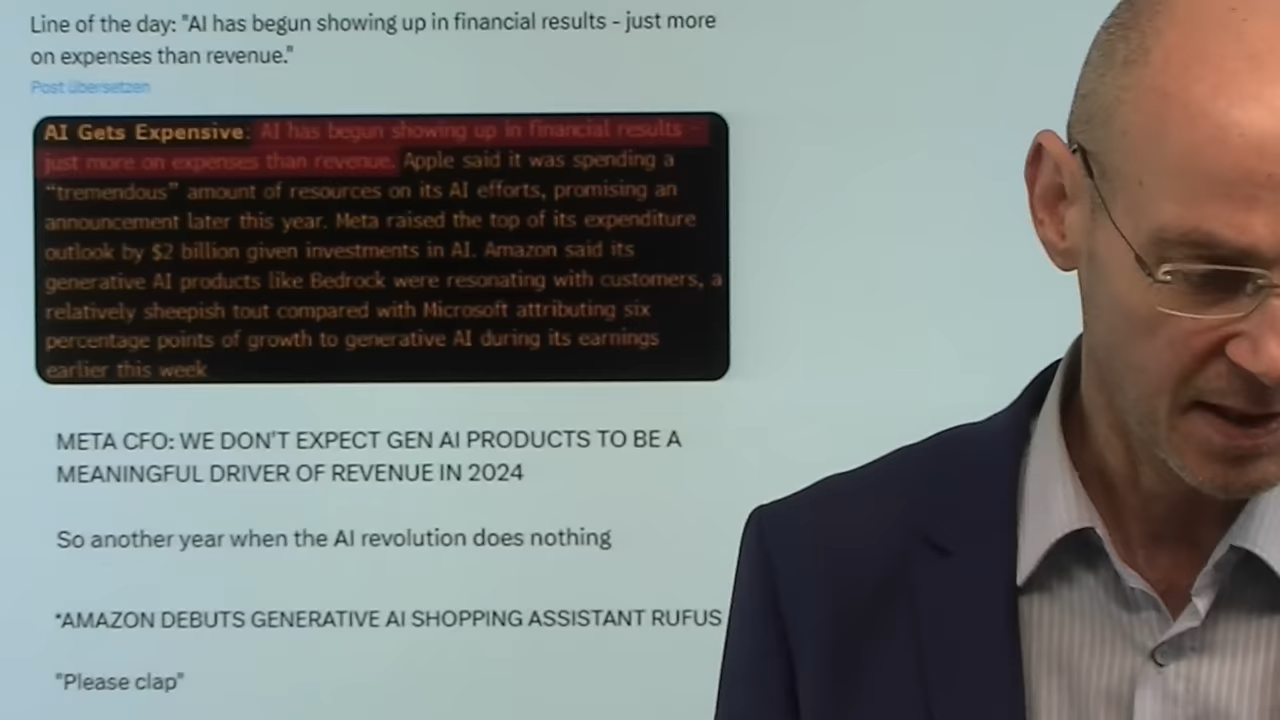 Line of the day: "AI has begun showing up in financial results - just more
on expenses than revenue."
Post übersetzen
AI Gets Expensive: AI has begun showing up in financial results -
just more on expenses than revenue. Apple said it was spending a
“tremendous” amount of resources on its AI efforts, promising an
announcement later this year. Meta raised the top of its expenditure
outlook by $2 billion given investments in AI. Amazon said its
generative AI products like Bedrock were resonating with customers, a
relatively sheepish tout compared with Microsoft attributing six
percentage points of growth to generative AI during its earnings
earlier this week
META CFO: WE DON'T EXPECT GEN AI PRODUCTS TO BE A
MEANINGFUL DRIVER OF REVENUE IN 2024
So another year when the AI revolution does nothing
*AMAZON DEBUTS GENERATIVE AI SHOPPING ASSISTANT RUFUS
"Please clap"